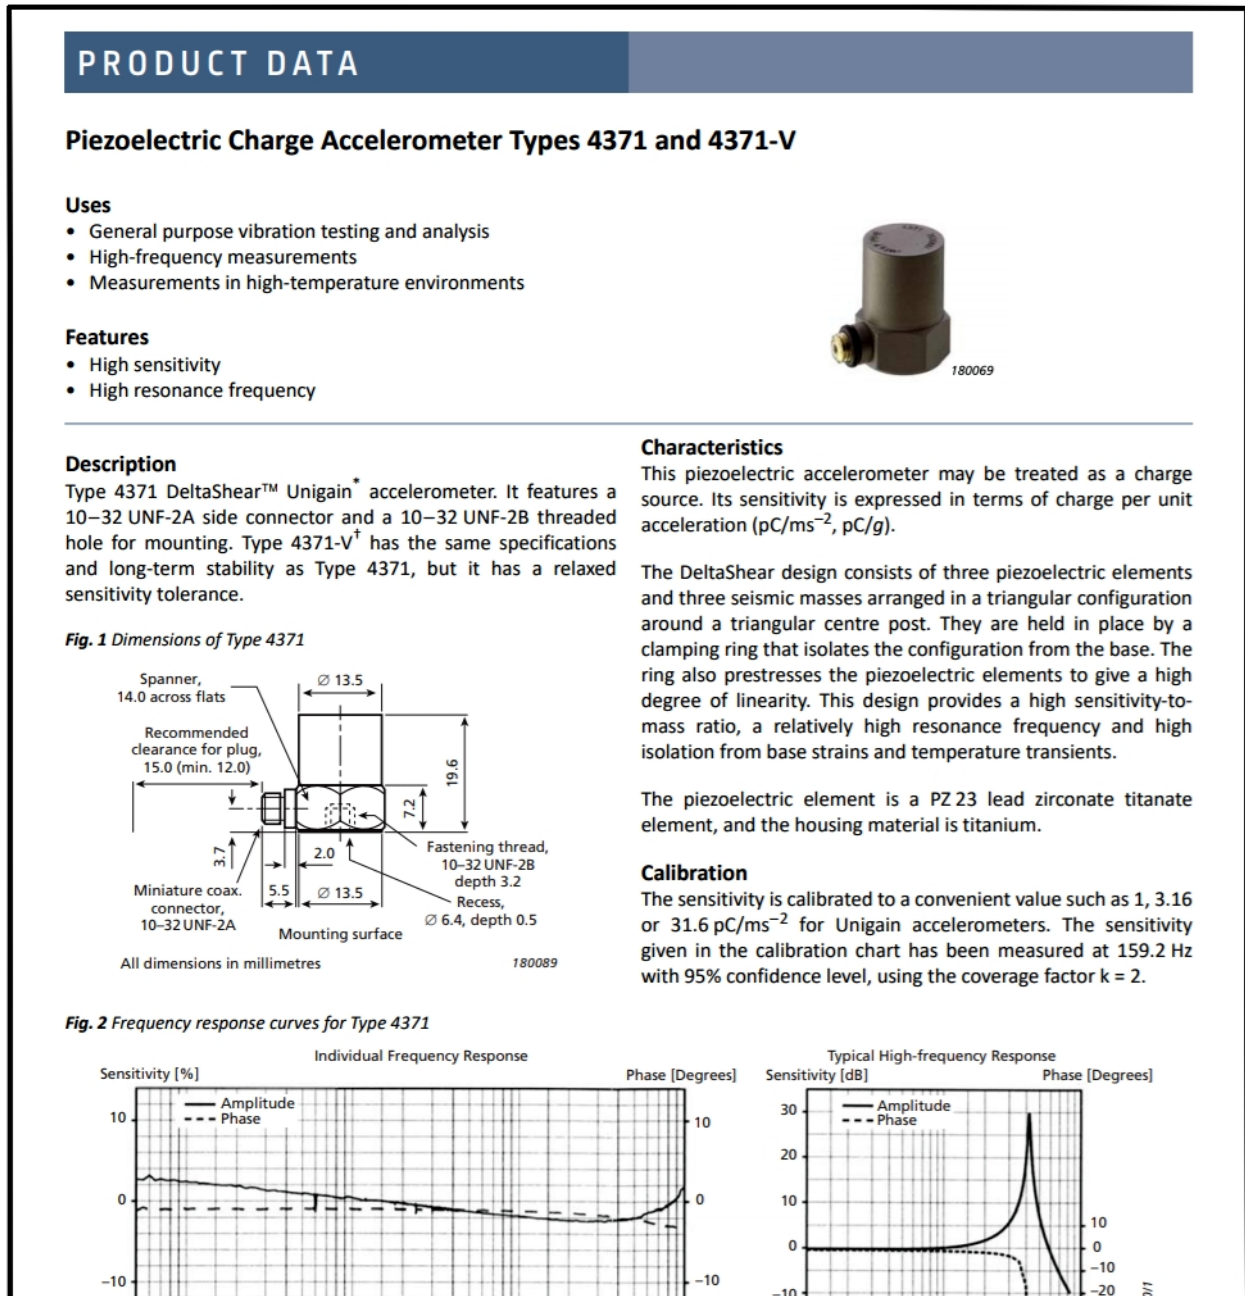 PRODUCT DATA
Piezoelectric Charge Accelerometer Types 4371 and 4371-V
Uses
• General purpose vibration testing and analysis
• High-frequency measurements
• Measurements in high-temperature environments
Features
• High sensitivity
• High resonance frequency
180069
Description
Type 4371 DeltaShear™ Unigain* accelerometer. It features a
10–32 UNF-2A side connector and a 10–32 UNF-2B threaded
hole for mounting. Type 4371-V† has the same specifications
and long-term stability as Type 4371, but it has a relaxed
sensitivity tolerance.
Fig. 1 Dimensions of Type 4371
Spanner,
14.0 across flats
∅ 13.5
Recommended
clearance for plug,
15.0 (min. 12.0)
19.6
7.2
3.7
2.0
Fastening thread,
10–32 UNF-2B
depth 3.2
Miniature coax.
connector,
10–32 UNF-2A
5.5
∅ 13.5
Recess,
∅ 6.4, depth 0.5
Mounting surface
All dimensions in millimetres
180089
Characteristics
This piezoelectric accelerometer may be treated as a charge
source. Its sensitivity is expressed in terms of charge per unit
acceleration (pC/ms⁻², pC/g).
The DeltaShear design consists of three piezoelectric elements
and three seismic masses arranged in a triangular configuration
around a triangular centre post. They are held in place by a
clamping ring that isolates the configuration from the base. The
ring also prestresses the piezoelectric elements to give a high
degree of linearity. This design provides a high sensitivity-to-
mass ratio, a relatively high resonance frequency and high
isolation from base strains and temperature transients.
The piezoelectric element is a PZ 23 lead zirconate titanate
element, and the housing material is titanium.
Calibration
The sensitivity is calibrated to a convenient value such as 1, 3.16
or 31.6 pC/ms⁻² for Unigain accelerometers. The sensitivity
given in the calibration chart has been measured at 159.2 Hz
with 95% confidence level, using the coverage factor k = 2.
Fig. 2 Frequency response curves for Type 4371
Individual Frequency Response
Sensitivity [%]
Phase [Degrees]
Amplitude
Phase
10
0
–10
10
0
–10
Typical High-frequency Response
Sensitivity [dB]
Phase [Degrees]
Amplitude
Phase
30
20
10
0
–10
10
0
–10
–20